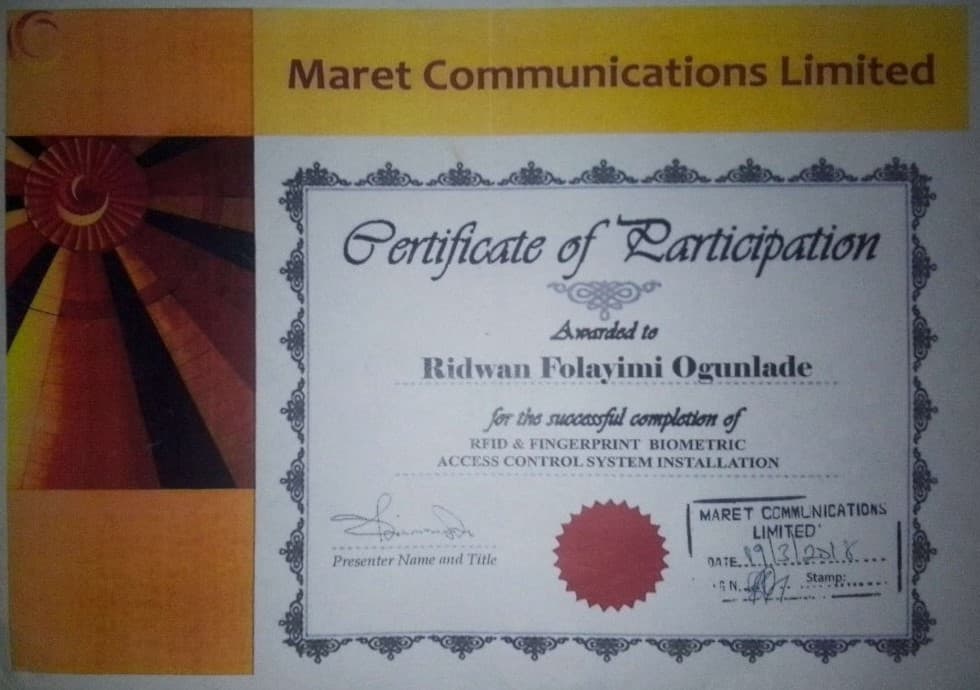 Maret Communications Limited
Certificate of Participation
Awarded to
Ridwan Folayimi Ogunlade
for the successful completion of
RFID & FINGERPRINT BIOMETRIC
ACCESS CONTROL SYSTEM INSTALLATION
Presenter Name and Title
MARET COMMUNICATIONS
LIMITED
DATE 19/3/2018
Stamp: